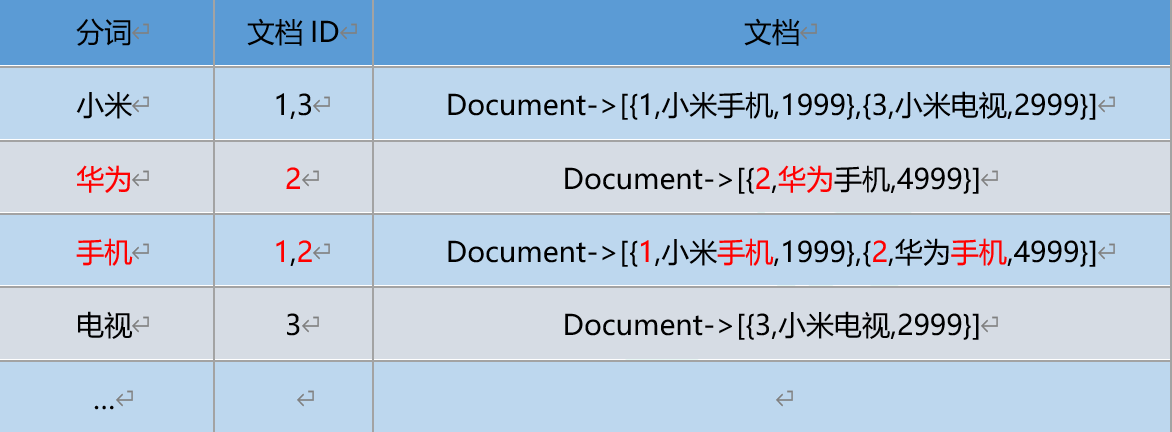 分词 文档 ID 文档
小米 1,3 Document->[{1,小米手机,1999},{3,小米电视,2999}]
华为 2 Document->[{2,华为手机,4999}]
手机 1,2 Document->[{1,小米手机,1999},{2,华为手机,4999}]
电视 3 Document->[{3,小米电视,2999}]
...